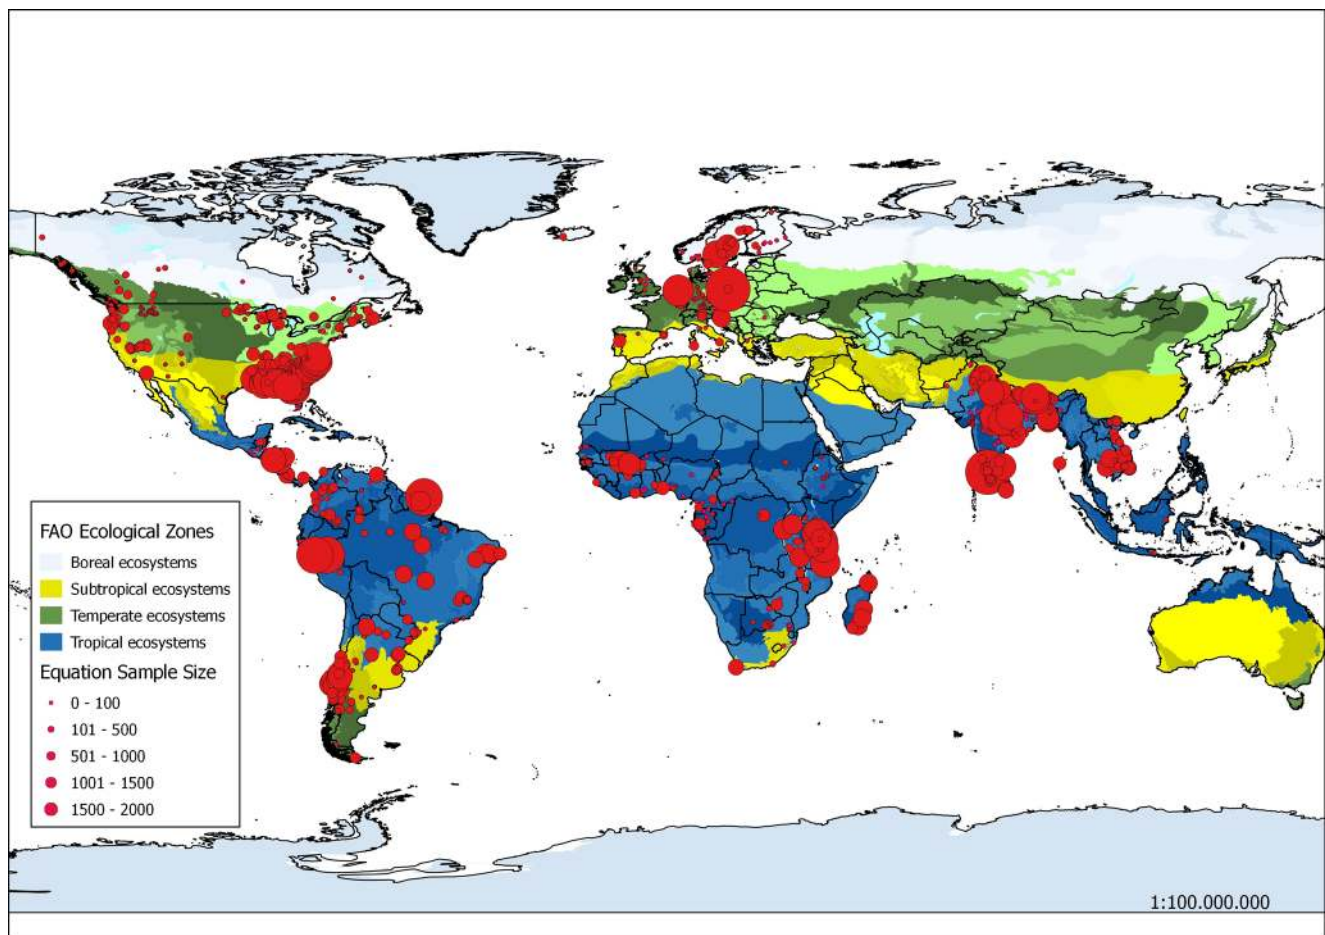 FAO Ecological Zones
Boreal ecosystems
Subtropical ecosystems
Temperate ecosystems
Tropical ecosystems
Equation Sample Size
0 - 100
101 - 500
501 - 1000
1001 - 1500
1500 - 2000
1:100.000.000